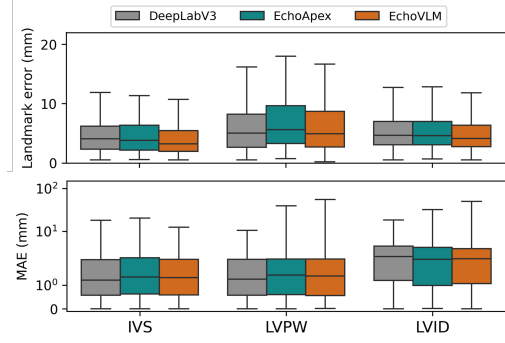 DeepLabV3 EchoApex EchoVLM
Landmark error (mm)
20
10
0
MAE (mm)
10²
10¹
10⁰
0
IVS LVPW LVID